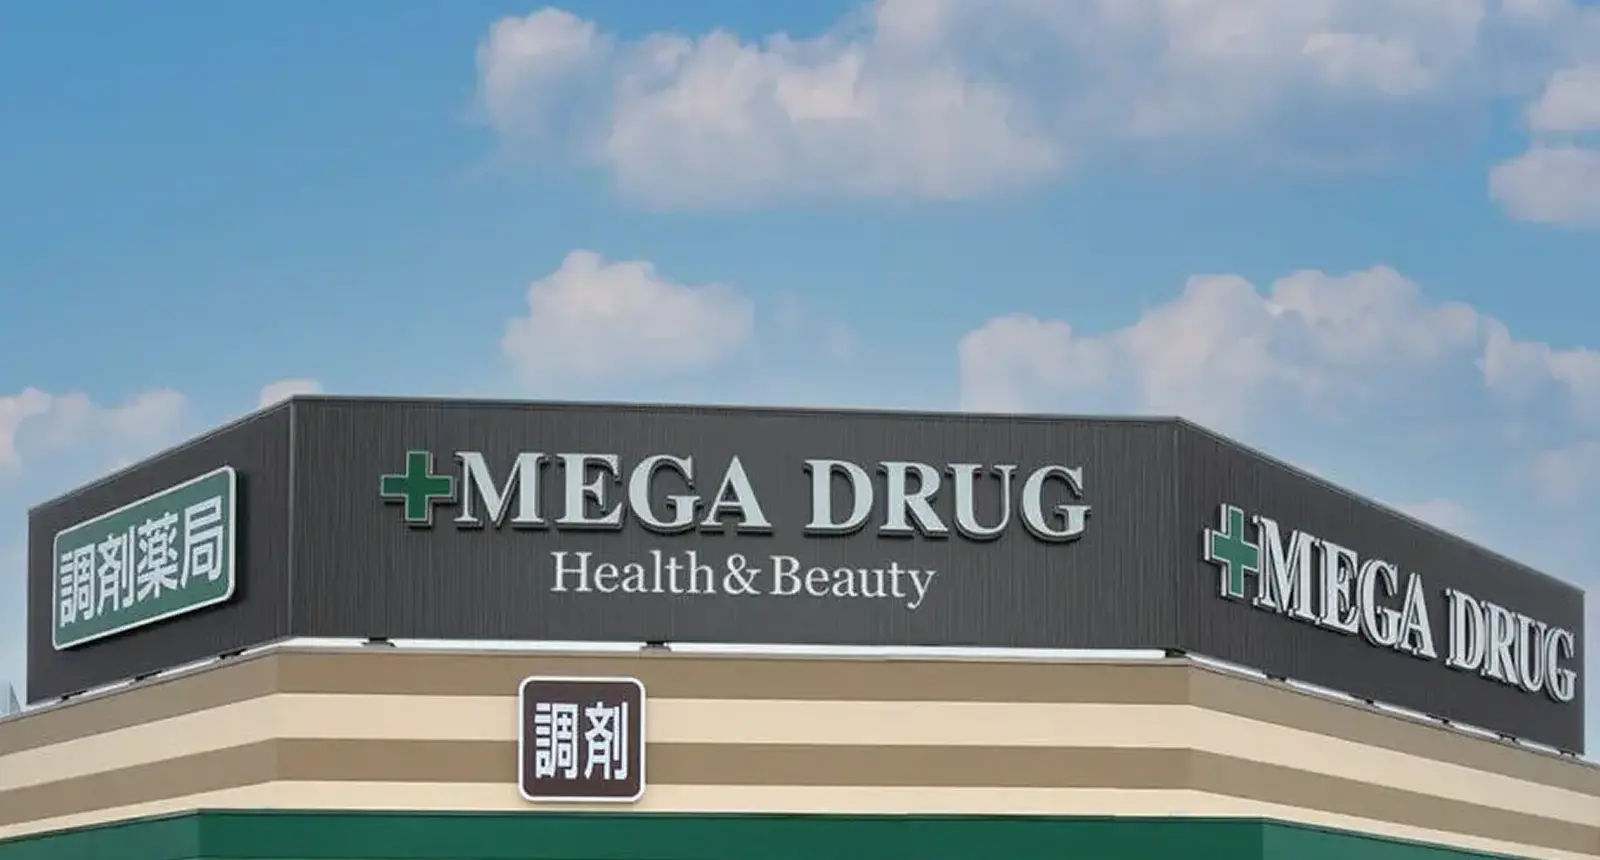 調剤薬局
MEGA DRUG
Health&Beauty
MEGA DRUG
調剤